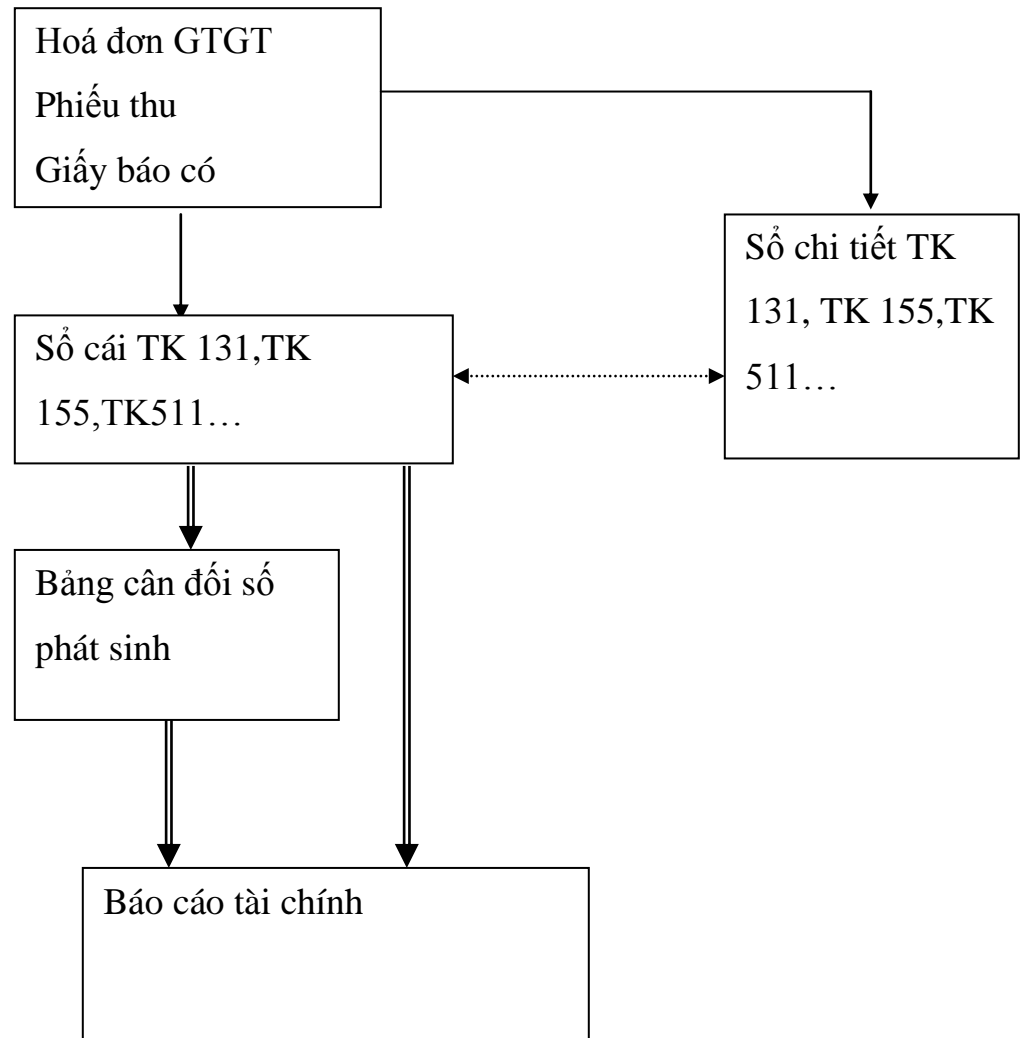 Hoá đơn GTGT
Phiếu thu
Giấy báo có
Sổ chi tiết TK
131, TK 155,TK
511…
Sổ cái TK 131,TK
155,TK511…
Bảng cân đối số
phát sinh
Báo cáo tài chính